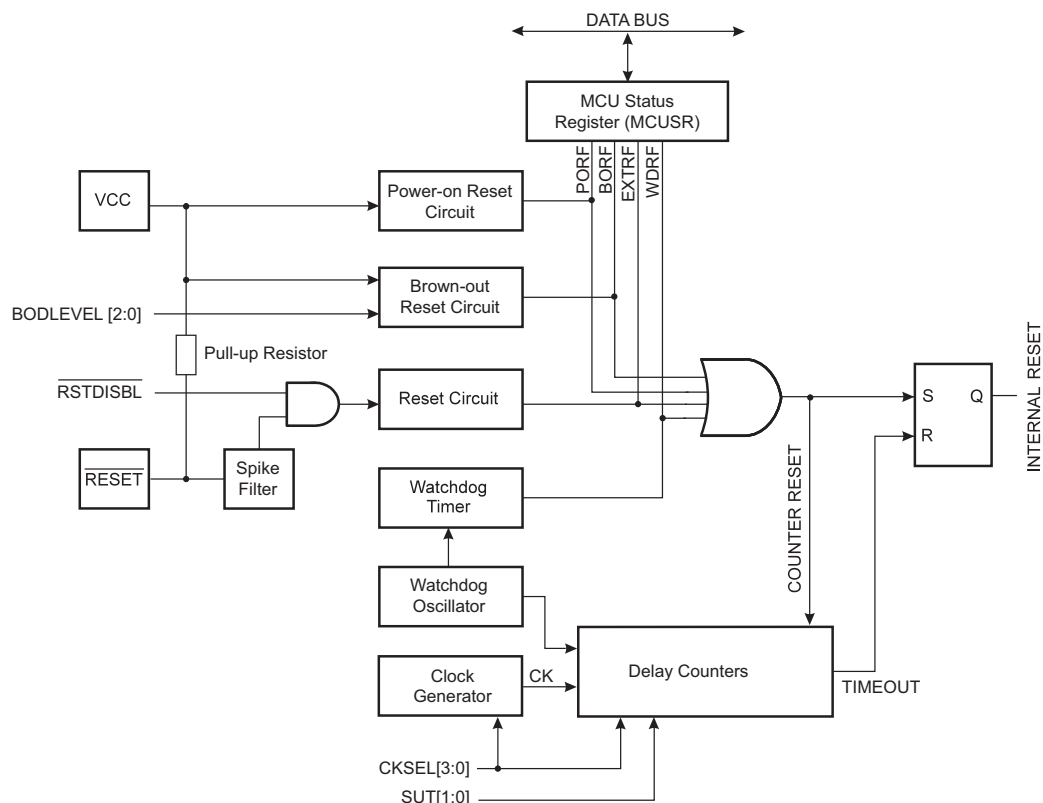 DATA BUS
MCU Status
Register (MCUSR)
PORF
BORF
EXTRF
WDRF
VCC
Power-on Reset
Circuit
Brown-out
Reset Circuit
BODLEVEL [2:0]
Pull-up Resistor
RSTDISBL
Reset Circuit
S
Q
R
INTERNAL RESET
RESET
Spike
Filter
Watchdog
Timer
COUNTER RESET
Watchdog
Oscillator
Clock
Generator
CK
Delay Counters
TIMEOUT
CKSEL[3:0]
SUT[1:0]